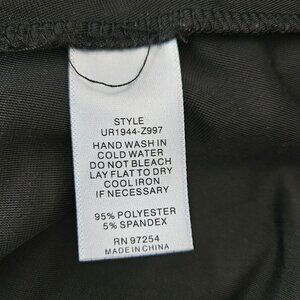 STYLE
UR1944-Z997
HAND WASH IN
COLD WATER
DO NOT BLEACH
LAY FLAT TO DRY
COOL IRON
IF NECESSARY
95% POLYESTER
5% SPANDEX
RN 97254
MADE IN CHINA